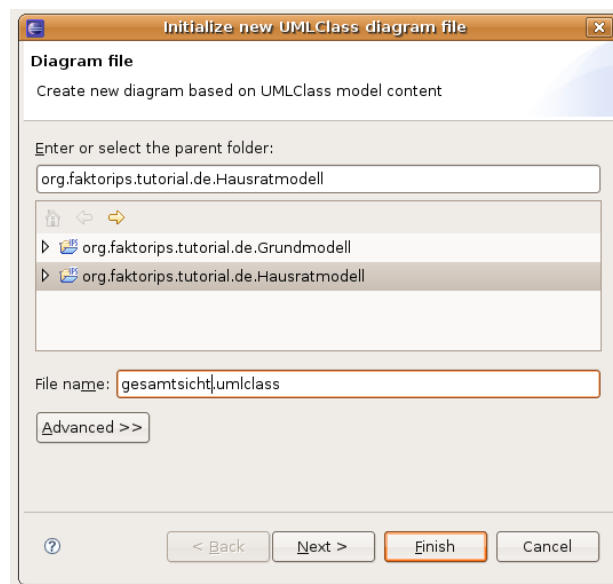 Initialize new UMLClass diagram file
Diagram file
Create new diagram based on UMLClass model content
Enter or select the parent folder:
org.faktorips.tutorial.de.Hausratmodell
org.faktorips.tutorial.de.Grundmodell
org.faktorips.tutorial.de.Hausratmodell
File name: gesamtsicht.umlclass
Advanced >>
< Back Next > Finish Cancel